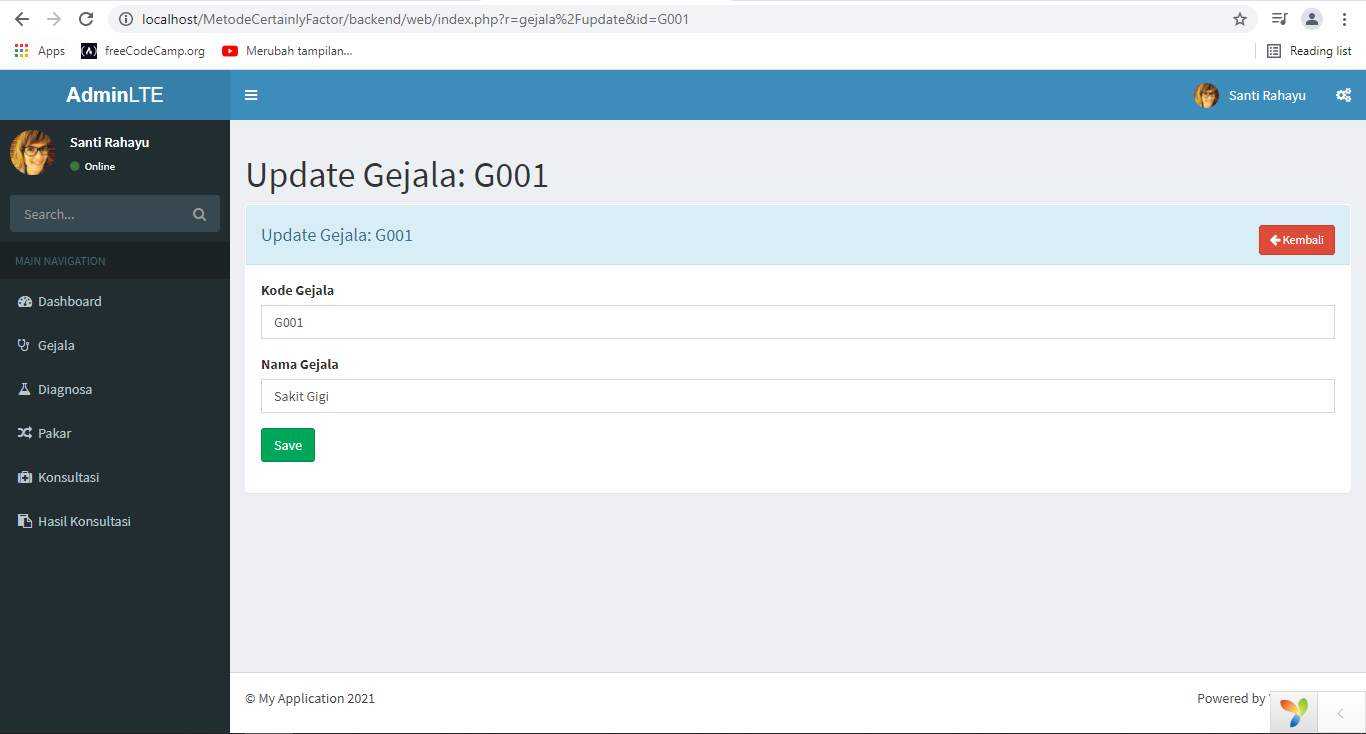 localhost/MetodeCertainlyFactor/backend/web/index.php?r=gejala%2Fupdate&id=G001
Apps freeCodeCamp.org Merubah tampilan... Reading list
AdminLTE Santi Rahayu
Santi Rahayu
Online
Search...
MAIN NAVIGATION
Dashboard
Gejala
Diagnosa
Pakar
Konsultasi
Hasil Konsultasi
Update Gejala: G001
Update Gejala: G001 Kembali
Kode Gejala
G001
Nama Gejala
Sakit Gigi
Save
© My Application 2021 Powered by